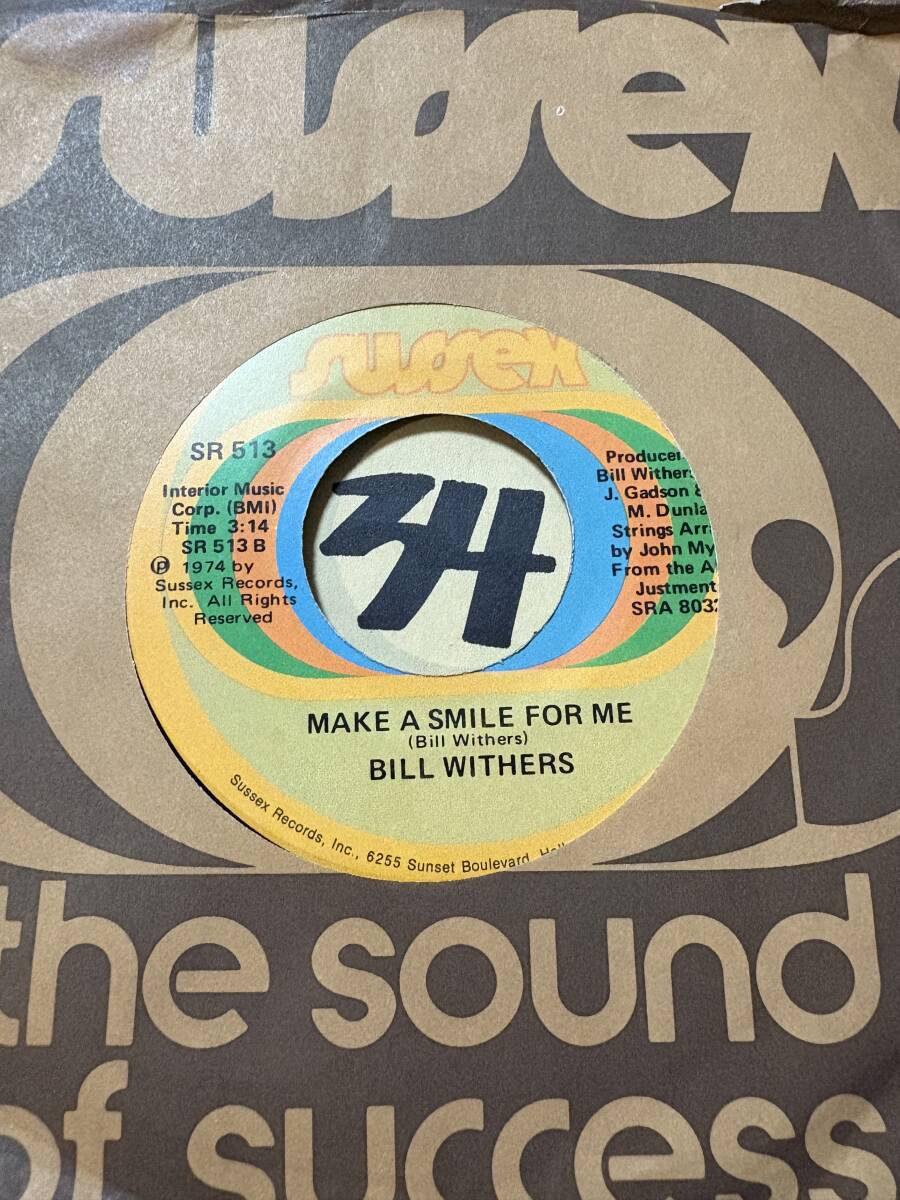 sussex
sussex
SR 513
Interior Music
Corp. (BMI)
Time 3:14
SR 513 B
℗ 1974 by
Sussex Records,
Inc. All Rights
Reserved
Producer
Bill Withers
J. Gadson &
M. Dunla
Strings Arr
by John My
From the A
Justment
SRA 8032
MAKE A SMILE FOR ME
(Bill Withers)
BILL WITHERS
Sussex Records, Inc., 6255 Sunset Boulevard, Holl
the sound
of success